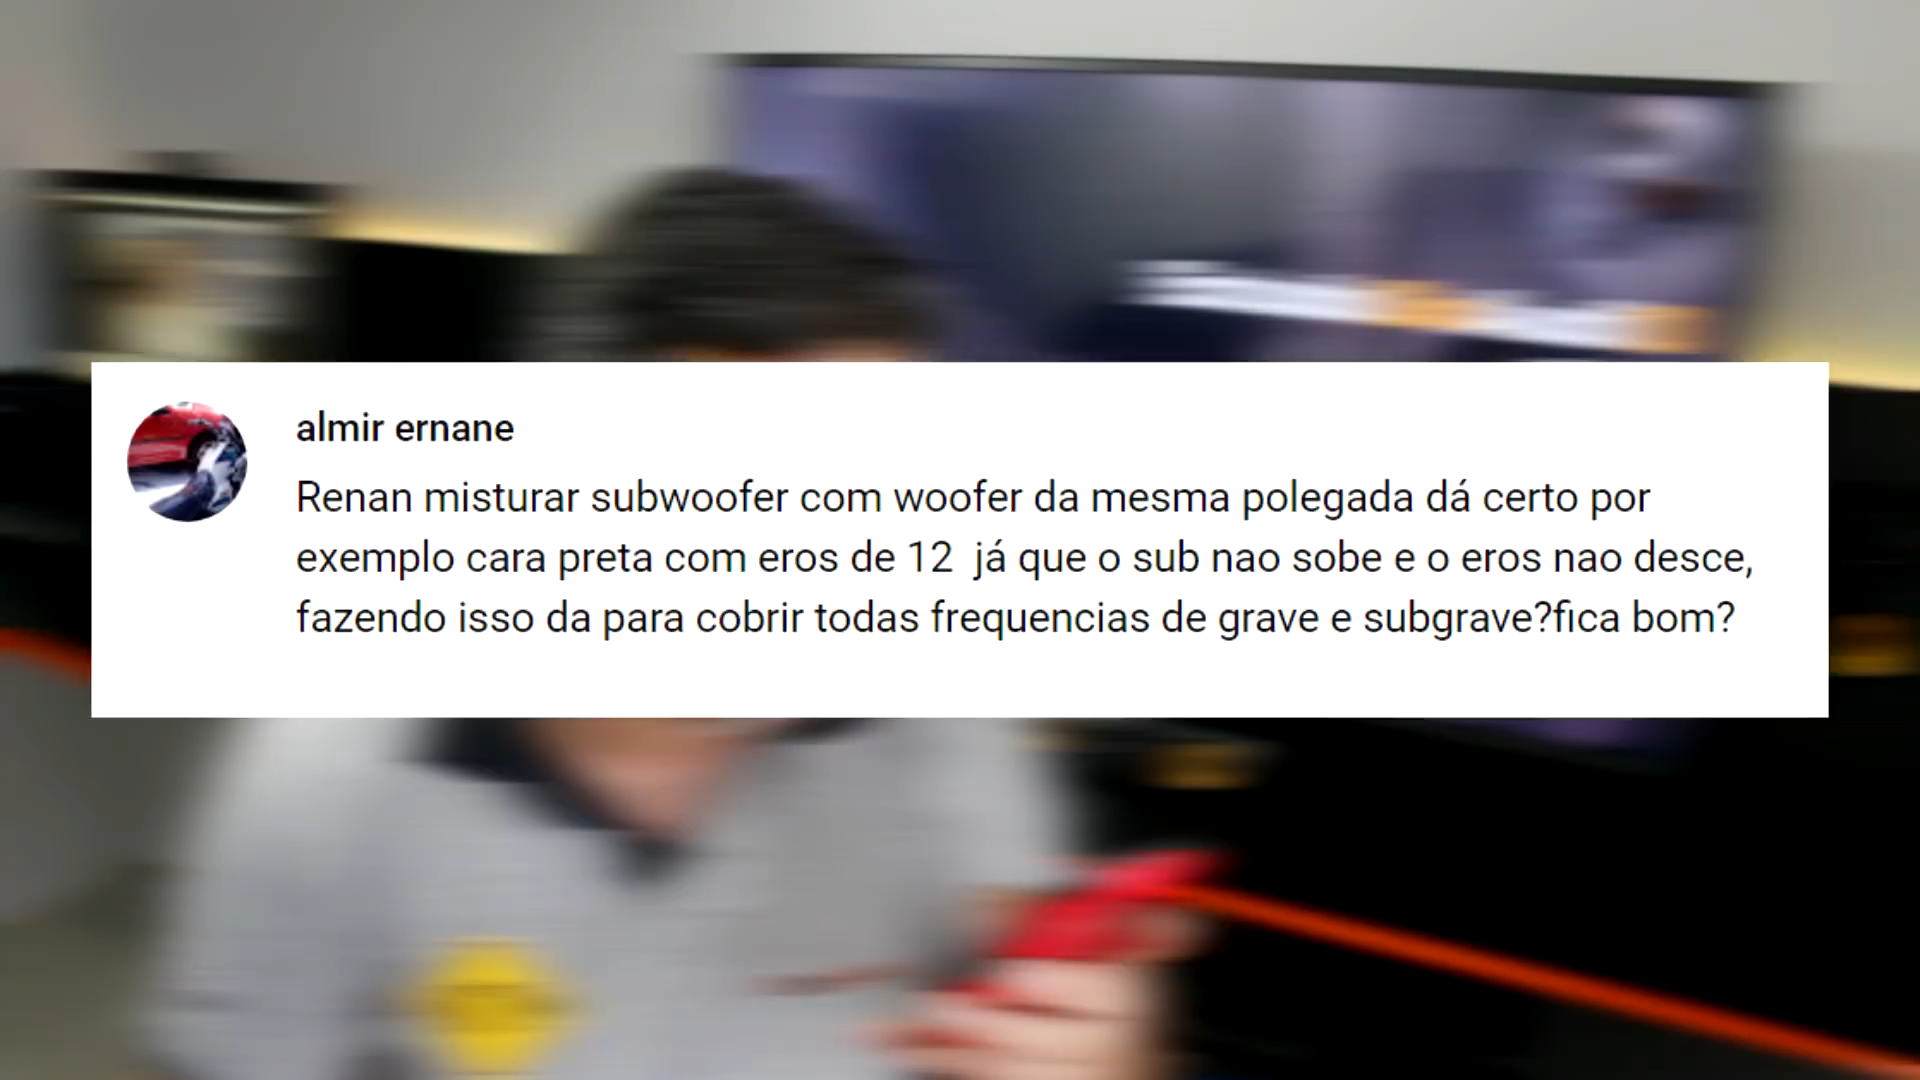 almir ernane
Renan misturar subwoofer com woofer da mesma polegada dá certo por
exemplo cara preta com eros de 12  já que o sub nao sobe e o eros nao desce,
fazendo isso da para cobrir todas frequencias de grave e subgrave?fica bom?